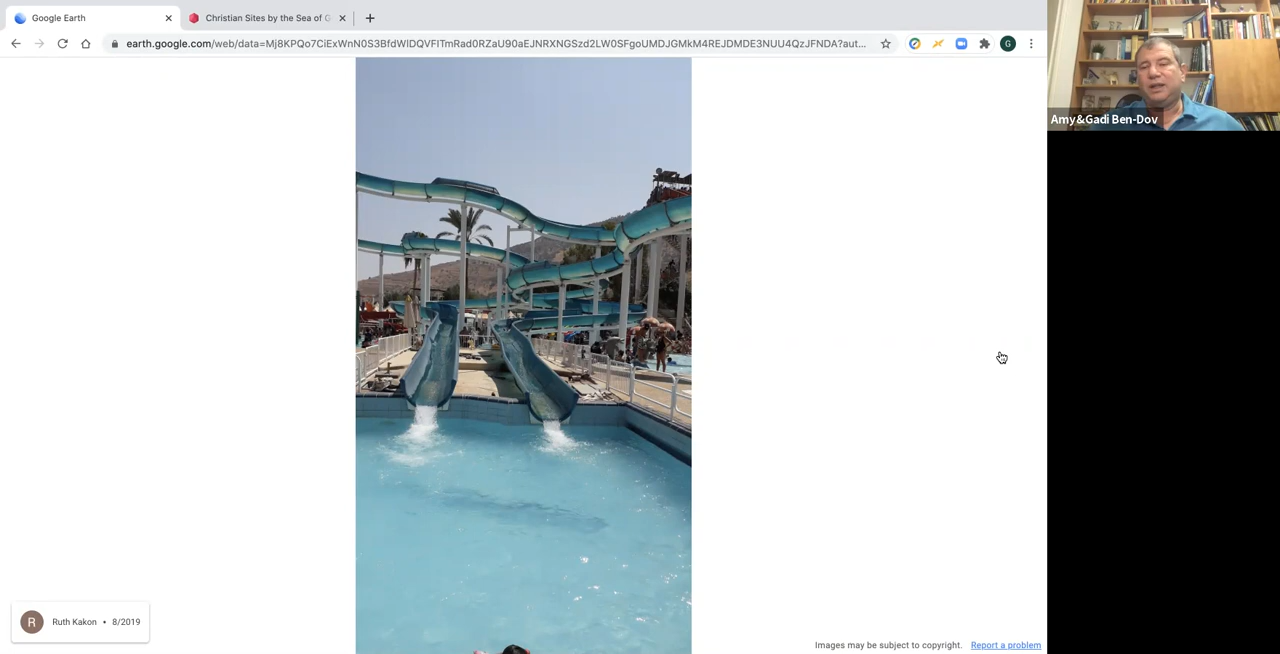 Google Earth
Christian Sites by the Sea of G
earth.google.com/web/data=Mj8KPQo7CiExWnN0S3BfdWlDQVFITmRad0RZaU90aEJNRXNGSzd2LW0SFgoUMDJGMkM4REJDMDE3NUU4QzJFNDA?aut...
G
Amy&Gadi Ben-Dov
R
Ruth Kakon • 8/2019
Images may be subject to copyright. Report a problem